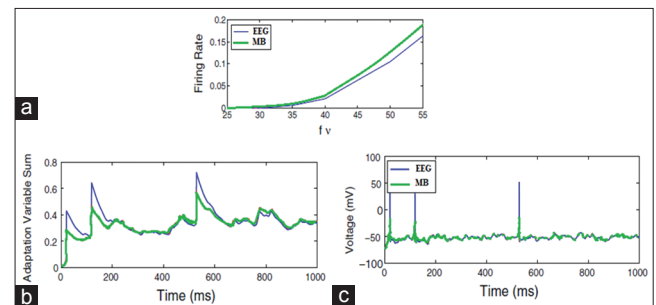 0.2
0.15
0.1
0.05
0
Firing Rate
EEG
MB
25 30 35 40 45 50 55
f ν
a
0.8
0.6
0.4
0.2
0
Adaptation Variable Sum
0 200 400 600 800 1000
Time (ms)
b
100
50
0
−50
−100
Voltage (mV)
EEG
MB
0 200 400 600 800 1000
Time (ms)
c